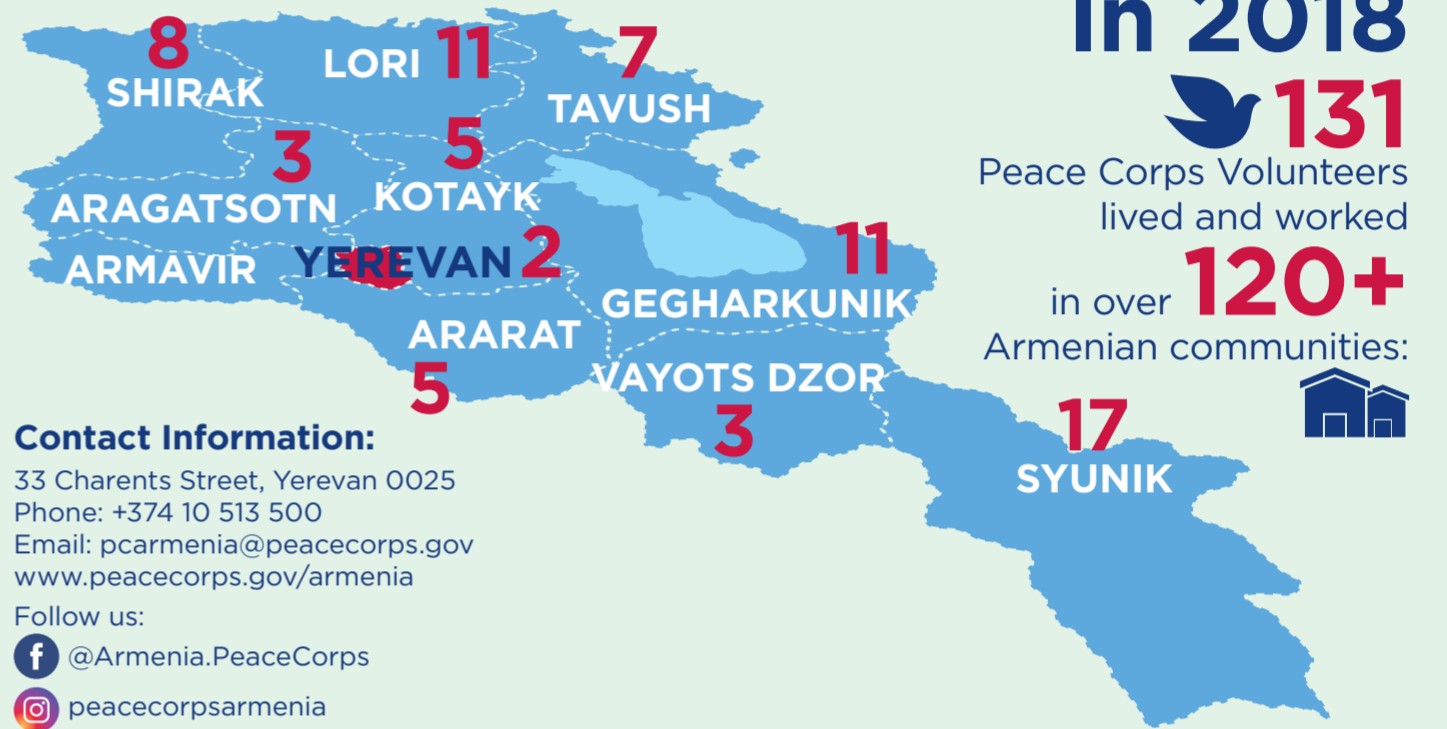 In 2018
131
Peace Corps Volunteers
lived and worked
in over 120+
Armenian communities:
8
SHIRAK
LORI 11
7
TAVUSH
3
ARAGATSOTN
5
KOTAYK
ARMAVIR
YEREVAN 2
11
GEGHARKUNIK
ARARAT
5
VAYOTS DZOR
3
17
SYUNIK
Contact Information:
33 Charents Street, Yerevan 0025
Phone: +374 10 513 500
Email: pcarmenia@peacecorps.gov
www.peacecorps.gov/armenia
Follow us:
f @Armenia.PeaceCorps
peacecorpsarmenia